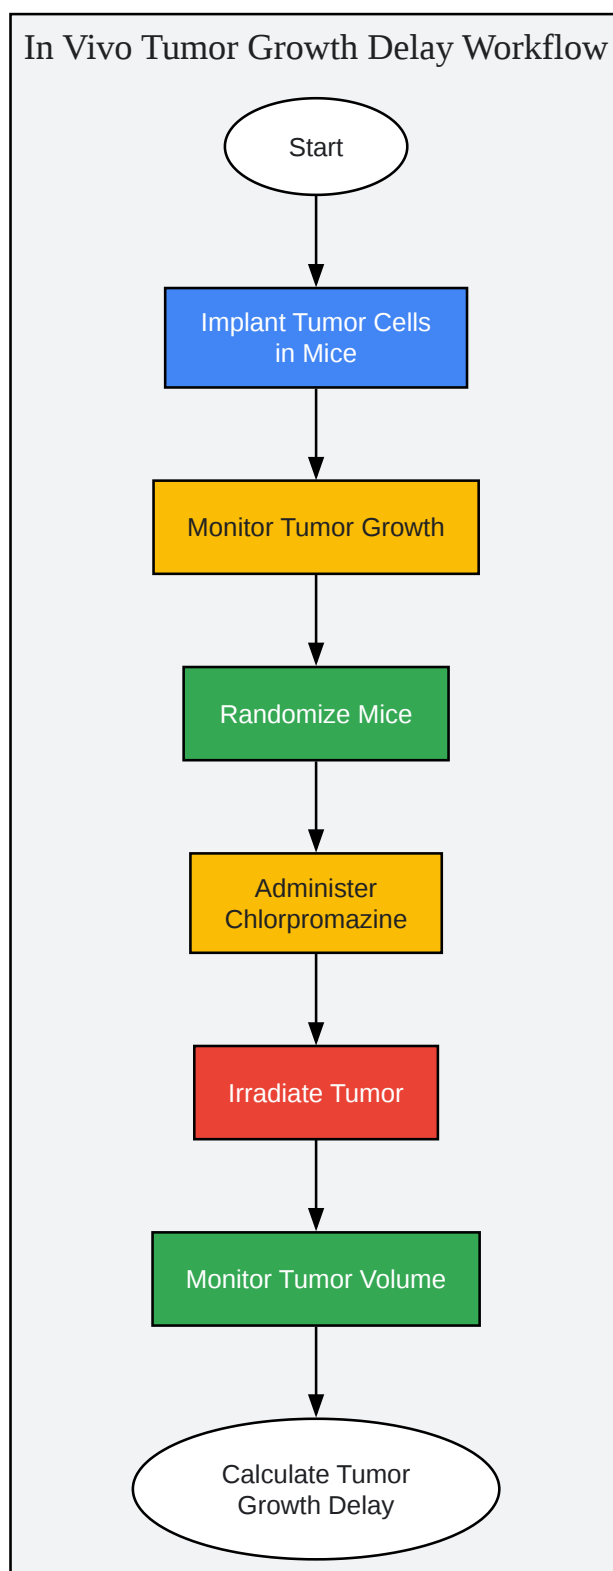 In Vivo Tumor Growth Delay Workflow
Start
Implant Tumor Cells
in Mice
Monitor Tumor Growth
Randomize Mice
Administer
Chlorpromazine
Irradiate Tumor
Monitor Tumor Volume
Calculate Tumor
Growth Delay